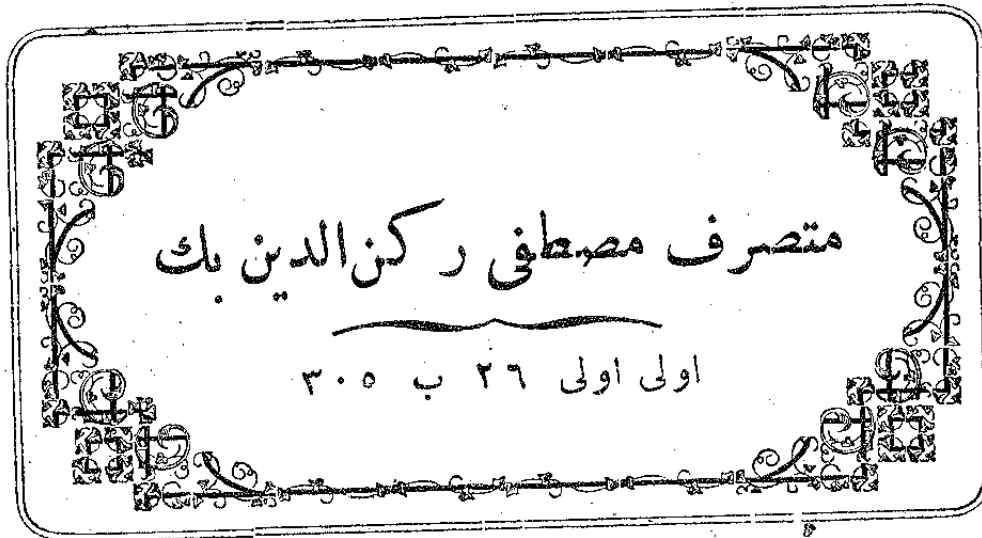 متصرف مصطفى ركن الدين بك
اولى اولى ٢٦ ب ٣٠٥